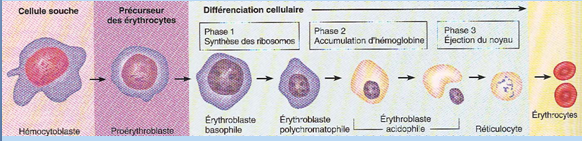 Cellule souche
Précurseur
des érythrocytes
Différenciation cellulaire
Phase 1
Synthèse des ribosomes
Phase 2
Accumulation d'hémoglobine
Phase 3
Éjection du noyau
Hémocytoblaste
Proérythroblaste
Érythroblaste
basophile
Érythroblaste
polychromatophile
Érythroblaste
acidophile
Réticulocyte
Érythrocytes